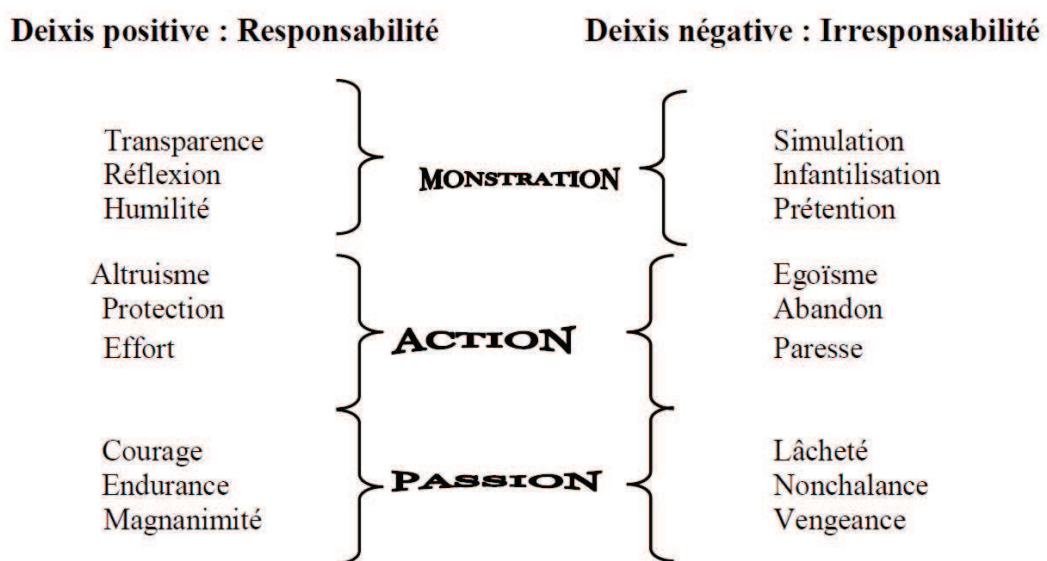 Deixis positive : Responsabilité
Deixis négative : Irresponsabilité
Transparence
Réflexion
Humilité
MONSTRATION
Simulation
Infantilisation
Prétention
Altruisme
Protection
Effort
ACTION
Egoïsme
Abandon
Paresse
Courage
Endurance
Magnanimité
PASSION
Lâcheté
Nonchalance
Vengeance